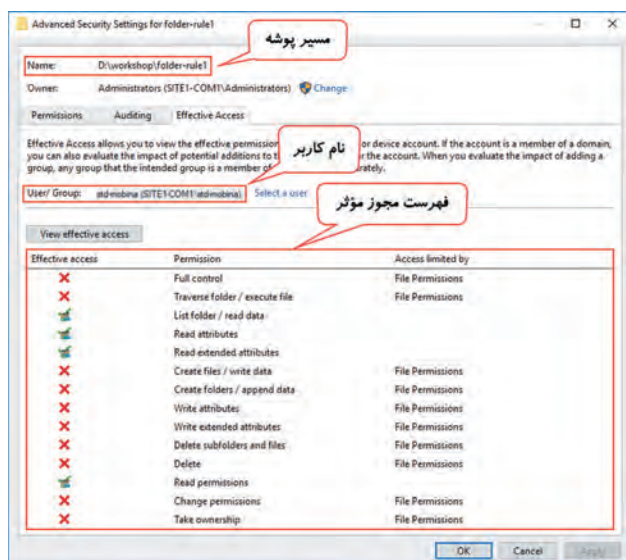 Advanced Security Settings for folder-rule1
مسیر پوشه
Name: D:\workshop\folder-rule1
Owner: Administrators (SITE1-COM1\Administrators) Change
Permissions Auditing Effective Access
Effective Access allows you to view the effective permission or device account. If the account is a member of a domain,
you can also evaluate the impact of potential additions to th r the account. When you evaluate the impact of adding a
group, any group that the intended group is a member of rately.
نام کاربر
User/ Group: std-mobina (SITE1-COM1\std-mobina) Select a user
فهرست مجوز مؤثر
View effective access
Effective access Permission Access limited by
Full control File Permissions
Traverse folder / execute file File Permissions
List folder / read data
Read attributes
Read extended attributes
Create files / write data File Permissions
Create folders / append data File Permissions
Write attributes File Permissions
Write extended attributes File Permissions
Delete subfolders and files File Permissions
Delete File Permissions
Read permissions
Change permissions File Permissions
Take ownership File Permissions
OK Cancel Apply